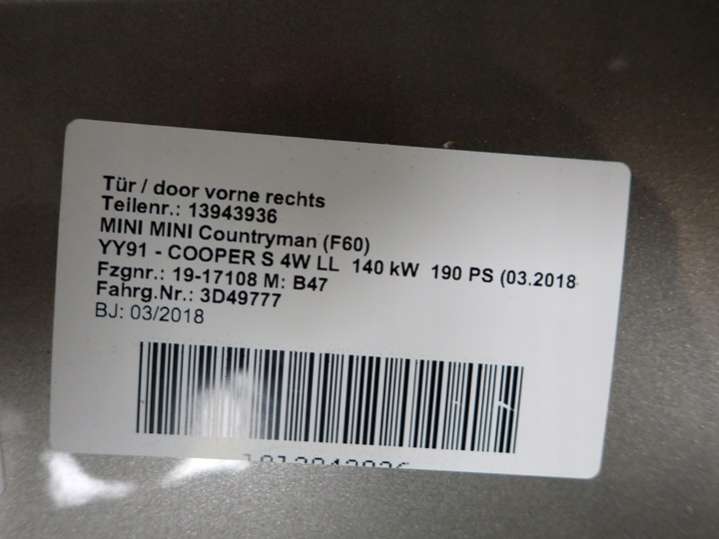 Tür / door vorne rechts
Teilenr.: 13943936
MINI MINI Countryman (F60)
YY91 - COOPER S 4W LL 140 kW 190 PS (03.2018
Fzgnr.: 19-17108 M: B47
Fahrg.Nr.: 3D49777
BJ: 03/2018